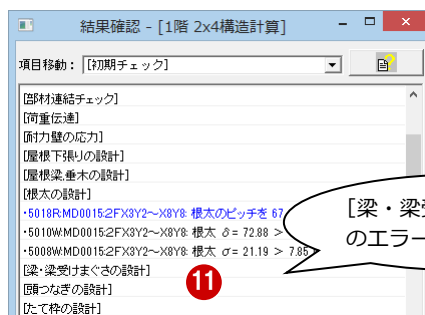 結果確認 - [1階 2x4構造計算]
項目移動： [初期チェック]
[部材連結チェック]
[荷重伝達]
[耐力壁の応力]
[屋根下張りの設計]
[屋根梁,垂木の設計]
[根太の設計]
・5018R:MD0015:2FX3Y2～X8Y8: 根太のピッチを 67
・5010W:MD0015:2FX3Y2～X8Y8: 根太 δ= 72.88 >
・5008W:MD0015:2FX3Y2～X8Y8: 根太 σ= 21.19 > 7.85
[梁・梁受けまぐさの設計]
[頭つなぎの設計]
[たて枠の設計]
[梁・梁
のエラー
11